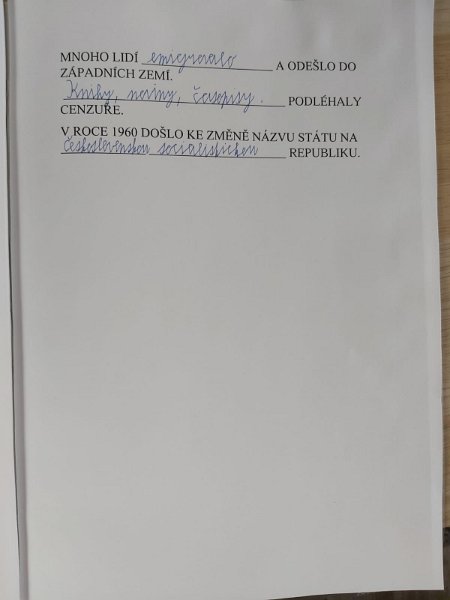 MNOHO LIDÍ emigrovalo A ODEŠLO DO
ZÁPADNÍCH ZEMÍ.
Knihy, noviny, časopisy. PODLÉHALY
CENZUŘE.
V ROCE 1960 DOŠLO KE ZMĚNĚ NÁZVU STÁTU NA
Československou socialistickou REPUBLIKU.